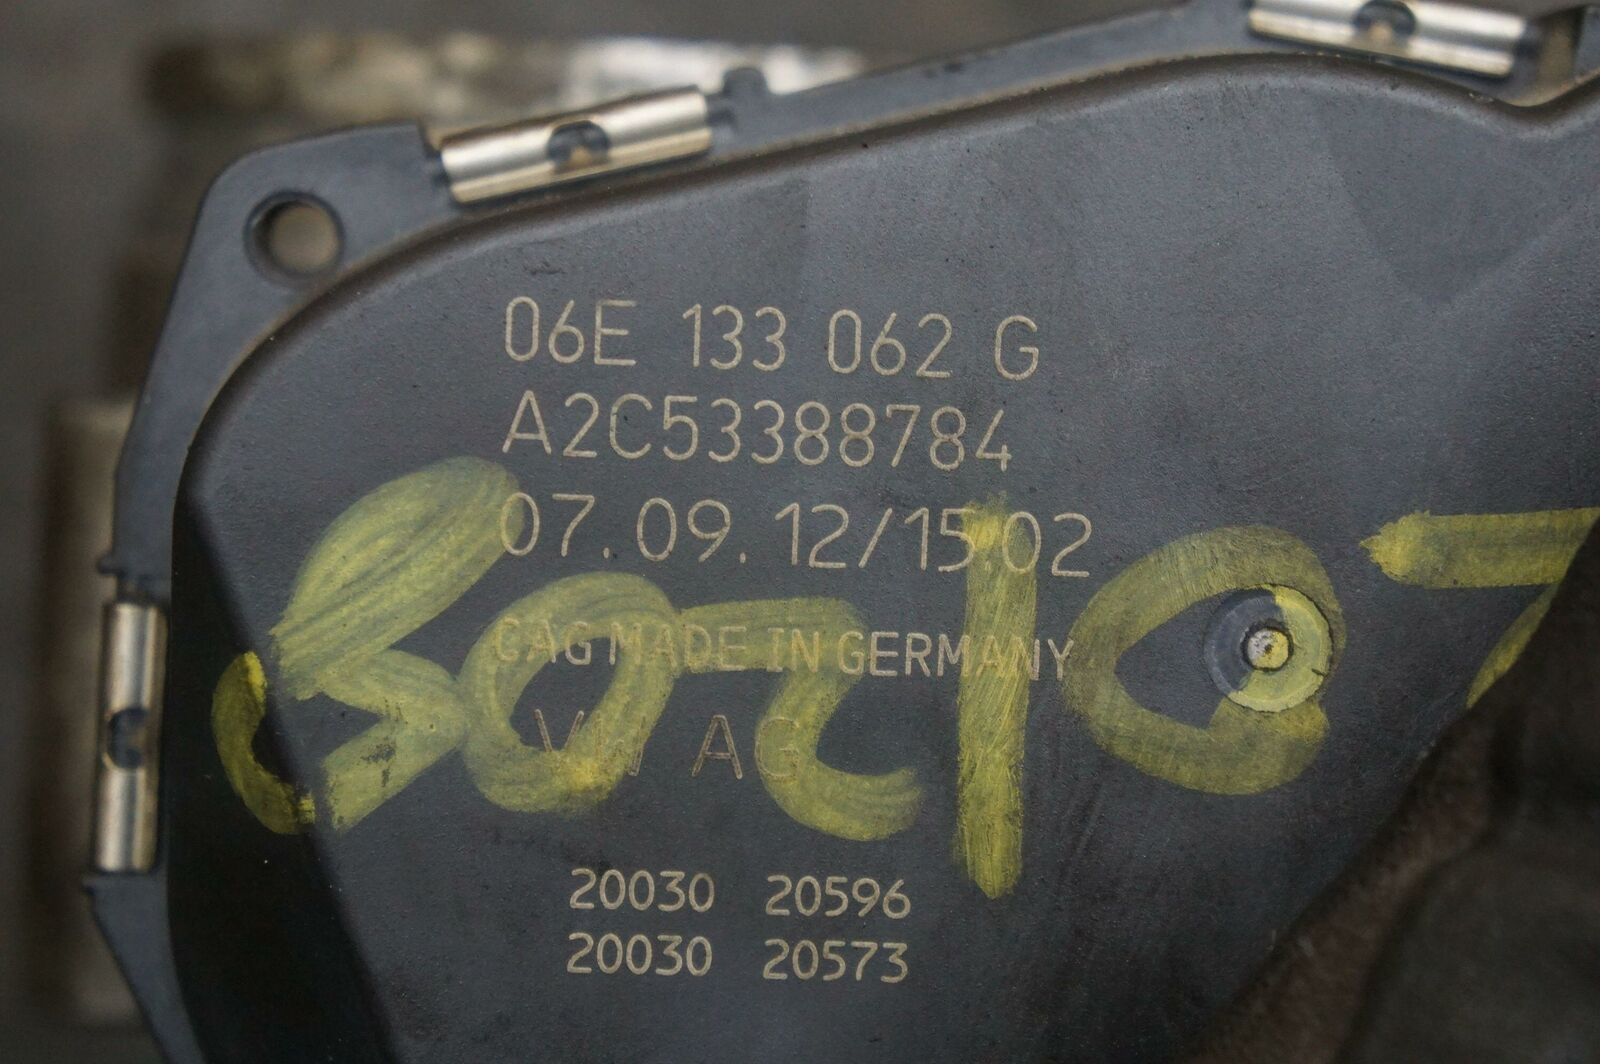 06E 133 062 G
A2C53388784
07.09.12/15:02
CAG MADE IN GERMANY
VW AG
20030 20596
20030 20573